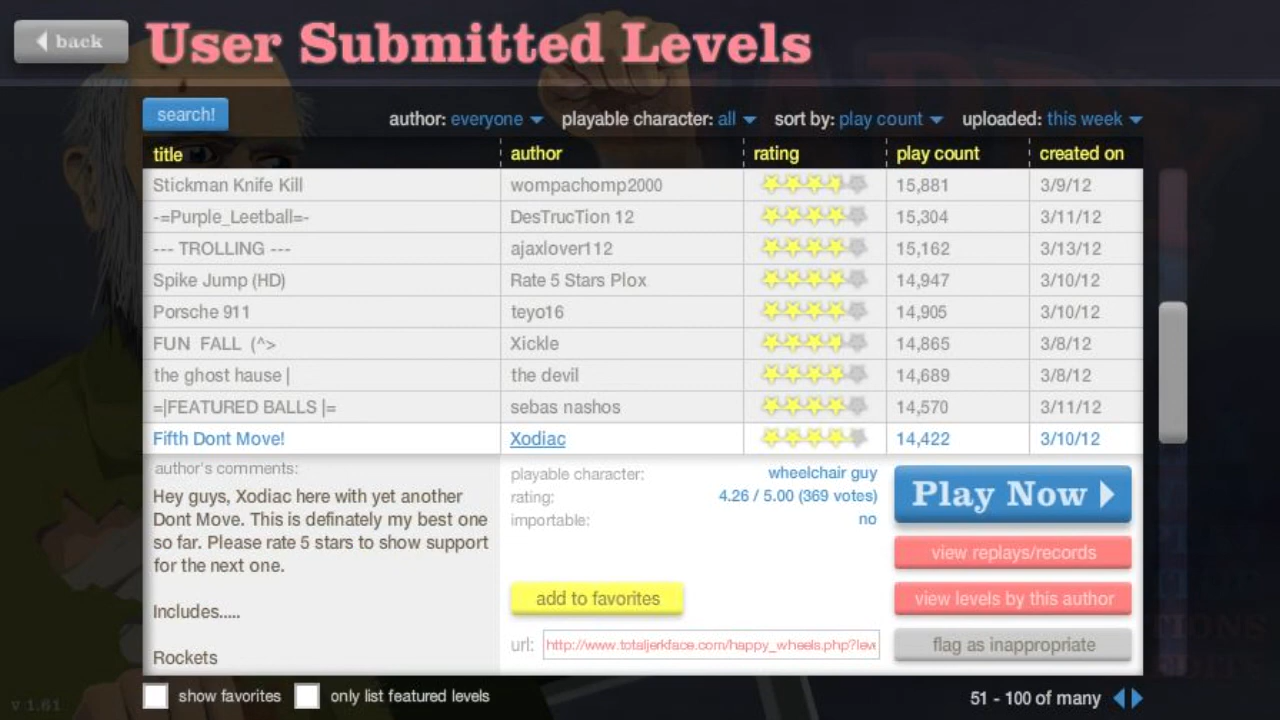 back
User Submitted Levels
search!
author: everyone playable character: all sort by: play count uploaded: this week
title author rating play count created on
Stickman Knife Kill wompachomp2000 15,881 3/9/12
-=Purple_Leetball=- DesTrucTion 12 15,304 3/11/12
--- TROLLING --- ajaxlover112 15,162 3/13/12
Spike Jump (HD) Rate 5 Stars Plox 14,947 3/10/12
Porsche 911 teyo16 14,905 3/10/12
FUN FALL (^> Xickle 14,865 3/8/12
the ghost hause | the devil 14,689 3/8/12
=|FEATURED BALLS |= sebas nashos 14,570 3/11/12
Fifth Dont Move! Xodiac 14,422 3/10/12
author's comments:
Hey guys, Xodiac here with yet another
Dont Move. This is definately my best one
so far. Please rate 5 stars to show support
for the next one.
Includes.....
Rockets
playable character: wheelchair guy
rating: 4.26 / 5.00 (369 votes)
importable: no
add to favorites
url: http://www.totaljerkface.com/happy_wheels.php?leve
Play Now
view replays/records
view levels by this author
flag as inappropriate
show favorites only list featured levels
51 - 100 of many
v 1.61